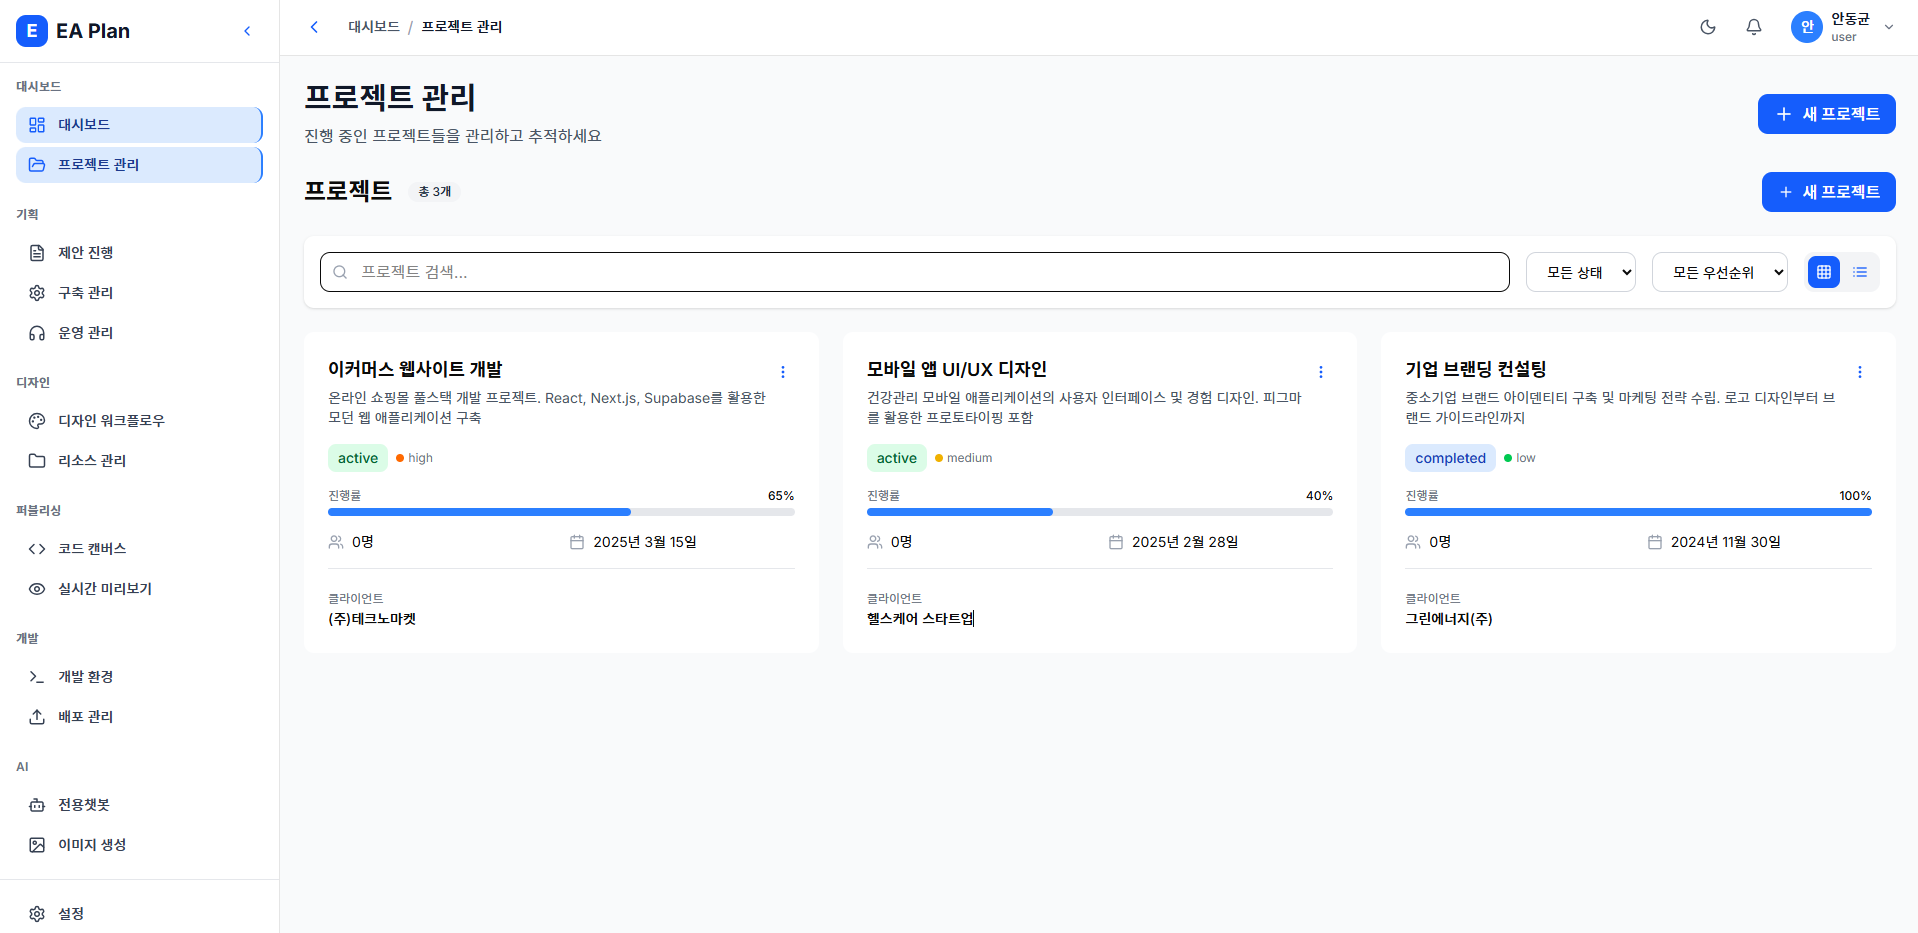 E EA Plan
대시보드
대시보드
프로젝트 관리
기획
제안 진행
구축 관리
운영 관리
디자인
디자인 워크플로우
리소스 관리
퍼블리싱
코드 캔버스
실시간 미리보기
개발
개발 환경
배포 관리
AI
전용챗봇
이미지 생성
설정
대시보드 / 프로젝트 관리
안 안동균
user
프로젝트 관리
진행 중인 프로젝트들을 관리하고 추적하세요
새 프로젝트
프로젝트 총 3개
새 프로젝트
프로젝트 검색...
모든 상태
모든 우선순위
이커머스 웹사이트 개발
온라인 쇼핑몰 풀스택 개발 프로젝트. React, Next.js, Supabase를 활용한
모던 웹 애플리케이션 구축
active high
진행률 65%
0명 2025년 3월 15일
클라이언트
(주)테크노마켓
모바일 앱 UI/UX 디자인
건강관리 모바일 애플리케이션의 사용자 인터페이스 및 경험 디자인. 피그마
를 활용한 프로토타이핑 포함
active medium
진행률 40%
0명 2025년 2월 28일
클라이언트
헬스케어 스타트업
기업 브랜딩 컨설팅
중소기업 브랜드 아이덴티티 구축 및 마케팅 전략 수립. 로고 디자인부터 브
랜드 가이드라인까지
completed low
진행률 100%
0명 2024년 11월 30일
클라이언트
그린에너지(주)